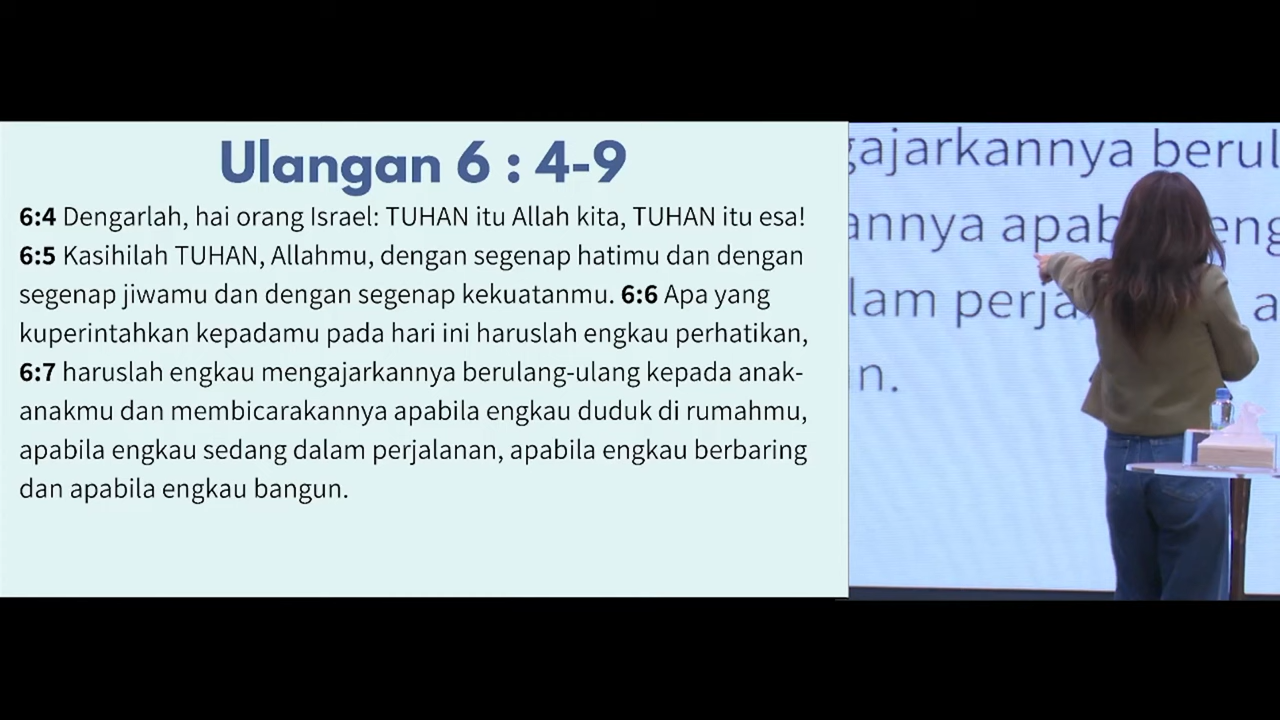 Ulangan 6 : 4-9
6:4 Dengarlah, hai orang Israel: TUHAN itu Allah kita, TUHAN itu esa!
6:5 Kasihilah TUHAN, Allahmu, dengan segenap hatimu dan dengan
segenap jiwamu dan dengan segenap kekuatanmu. 6:6 Apa yang
kuperintahkan kepadamu pada hari ini haruslah engkau perhatikan,
6:7 haruslah engkau mengajarkannya berulang-ulang kepada anak-
anakmu dan membicarakannya apabila engkau duduk di rumahmu,
apabila engkau sedang dalam perjalanan, apabila engkau berbaring
dan apabila engkau bangun.
gajarkannya berul
annya apab eng
lam perja a
n.